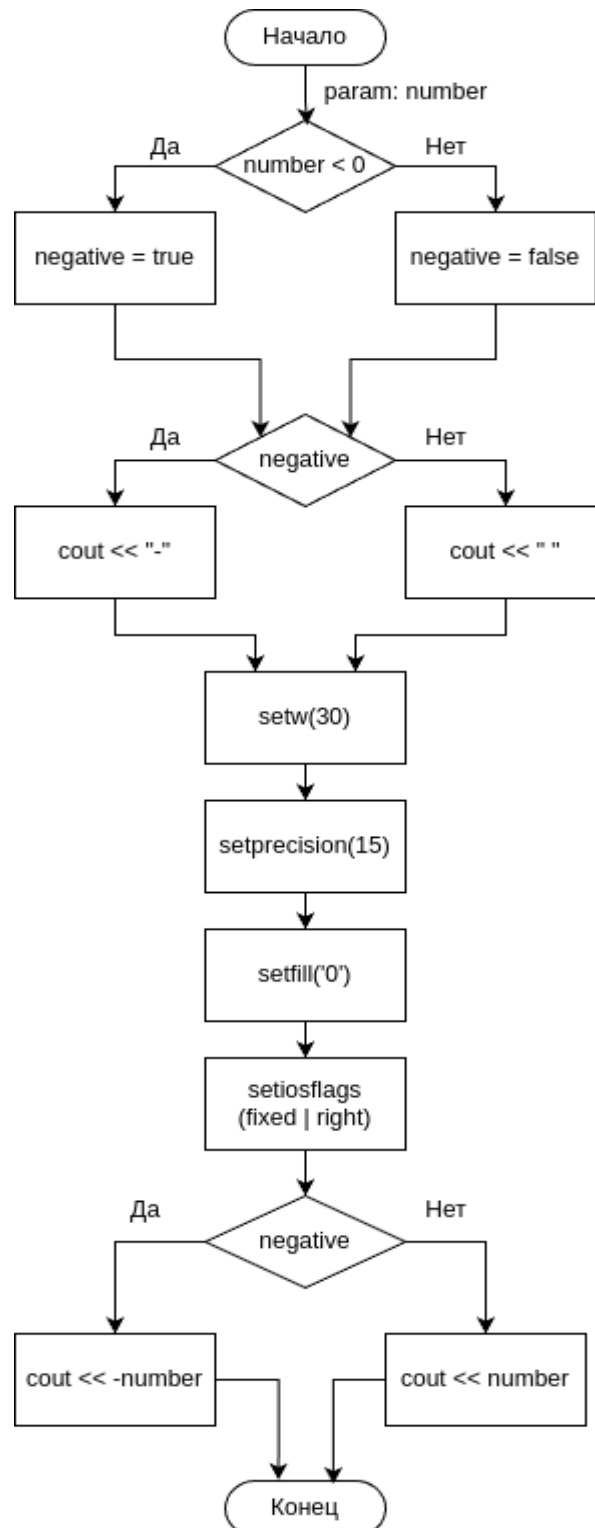 Начало
param: number
Да
Нет
number < 0
negative = true
negative = false
Да
Нет
negative
cout << "-"
cout << " "
setw(30)
setprecision(15)
setfill('0')
setiosflags
(fixed | right)
Да
Нет
negative
cout << -number
cout << number
Конец